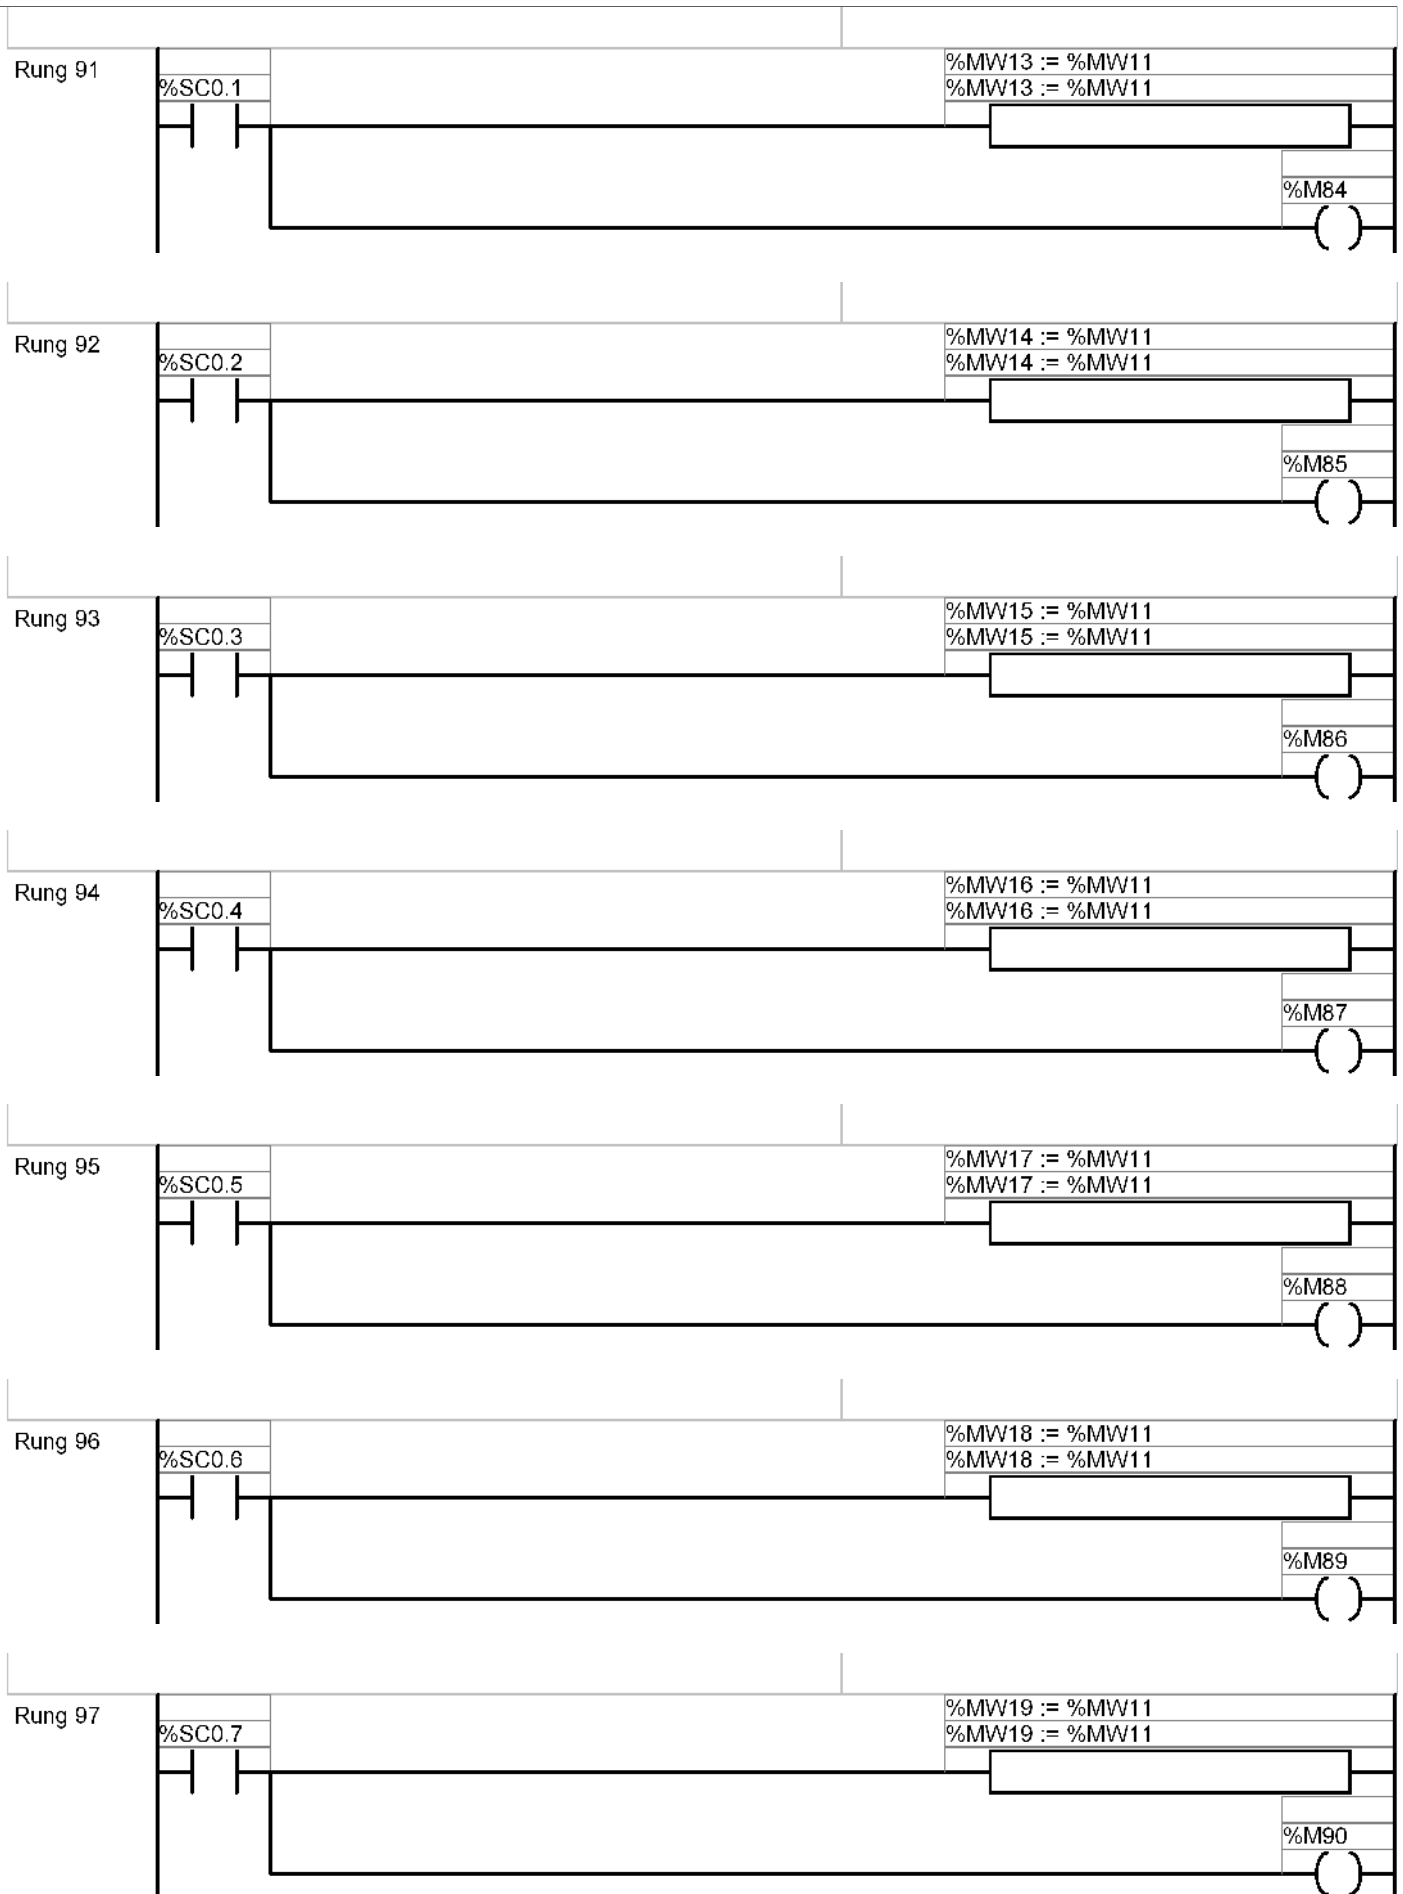 Rung 91
%SC0.1
%MW13 := %MW11
%MW13 := %MW11
%M84
Rung 92
%SC0.2
%MW14 := %MW11
%MW14 := %MW11
%M85
Rung 93
%SC0.3
%MW15 := %MW11
%MW15 := %MW11
%M86
Rung 94
%SC0.4
%MW16 := %MW11
%MW16 := %MW11
%M87
Rung 95
%SC0.5
%MW17 := %MW11
%MW17 := %MW11
%M88
Rung 96
%SC0.6
%MW18 := %MW11
%MW18 := %MW11
%M89
Rung 97
%SC0.7
%MW19 := %MW11
%MW19 := %MW11
%M90